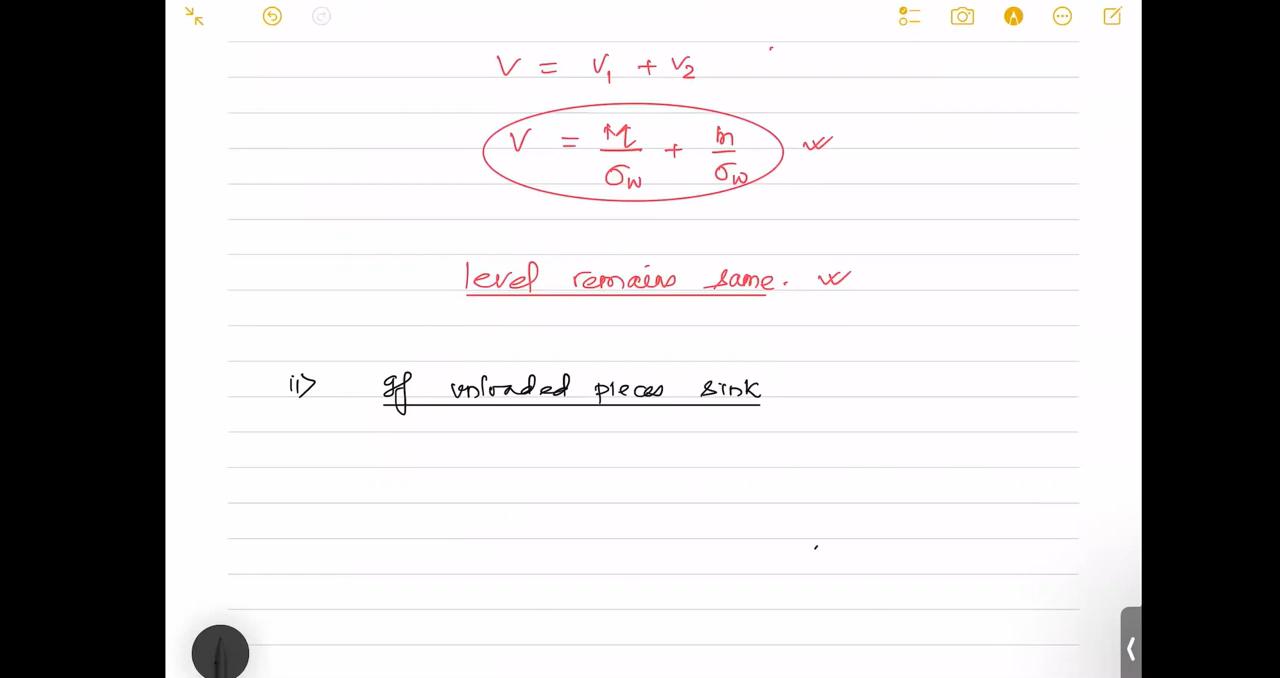 V = V₁ + V₂
V = M/σw + m/σw
level remains same.
ii> If unloaded pieces sink